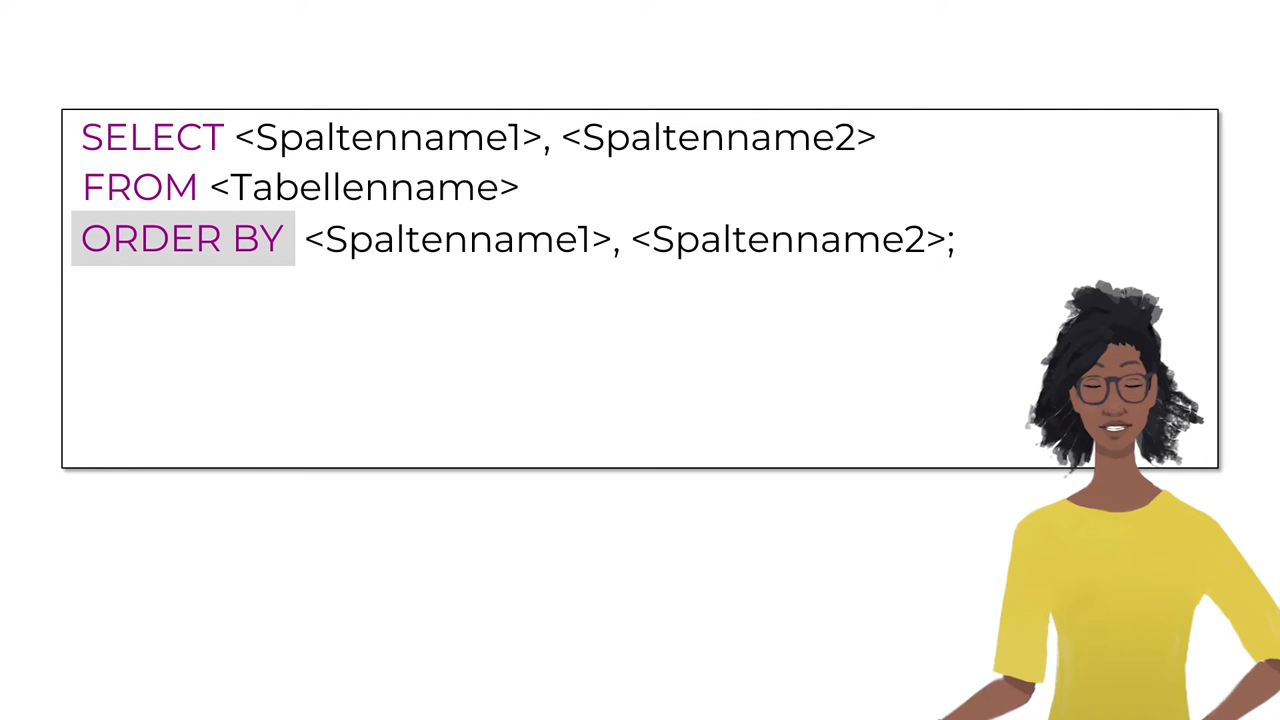 SELECT <Spaltenname1>, <Spaltenname2>
FROM <Tabellenname>
ORDER BY <Spaltenname1>, <Spaltenname2>;